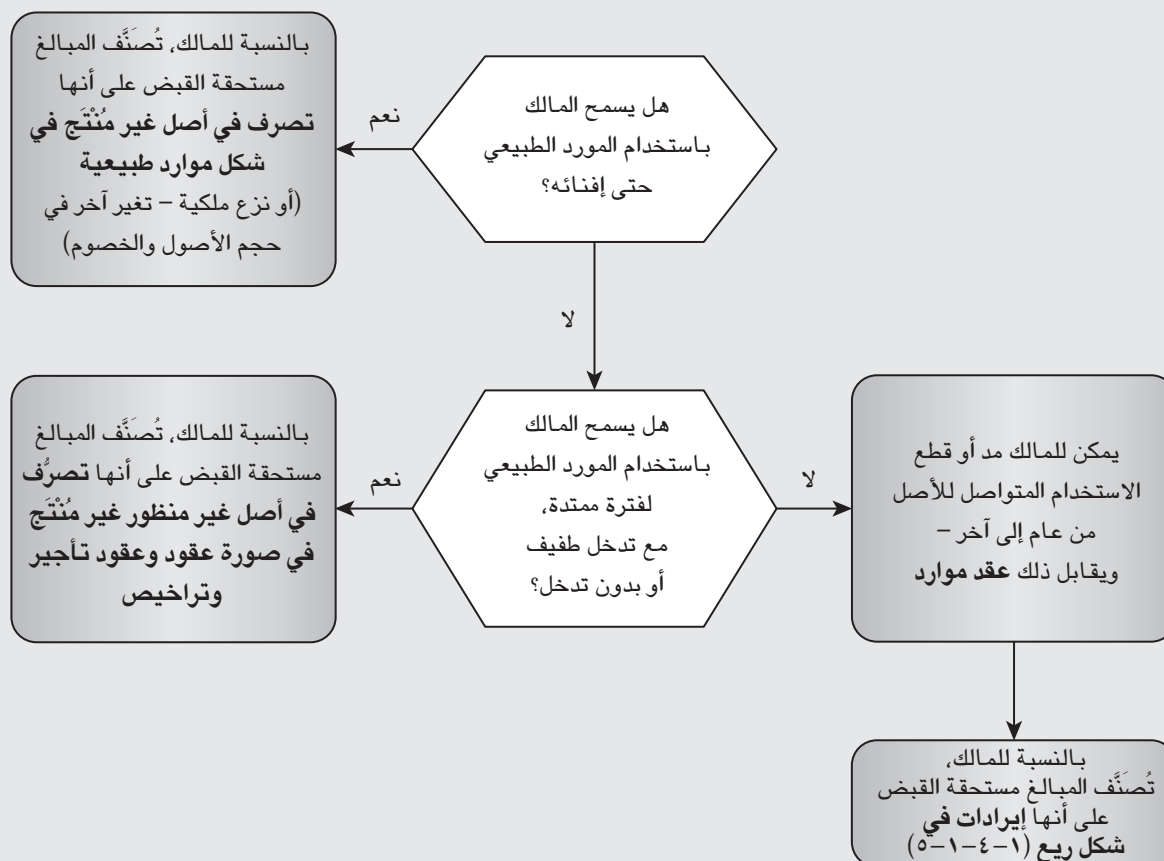 هل يسمح المالك
باستخدام المورد الطبيعي
حتى إفنائه؟
نعم
بالنسبة للمالك، تُصَنَّف المبالغ
مستحقة القبض على أنها
تصرف في أصل غير مُنْتَج في
شكل موارد طبيعية
(أو نزع ملكية – تغير آخر في
حجم الأصول والخصوم)
لا
هل يسمح المالك
باستخدام المورد الطبيعي
لفترة ممتدة،
مع تدخل طفيف
أو بدون تدخل؟
نعم
بالنسبة للمالك، تُصَنَّف المبالغ
مستحقة القبض على أنها تصرُّف
في أصل غير منظور غير مُنْتَج
في صورة عقود وعقود تأجير
وتراخيص
لا
يمكن للمالك مد أو قطع
الاستخدام المتواصل للأصل
من عام إلى آخر –
ويقابل ذلك عقد موارد
بالنسبة للمالك،
تُصَنَّف المبالغ مستحقة القبض
على أنها إيرادات في
شكل ريع (١-٤-١-٥)